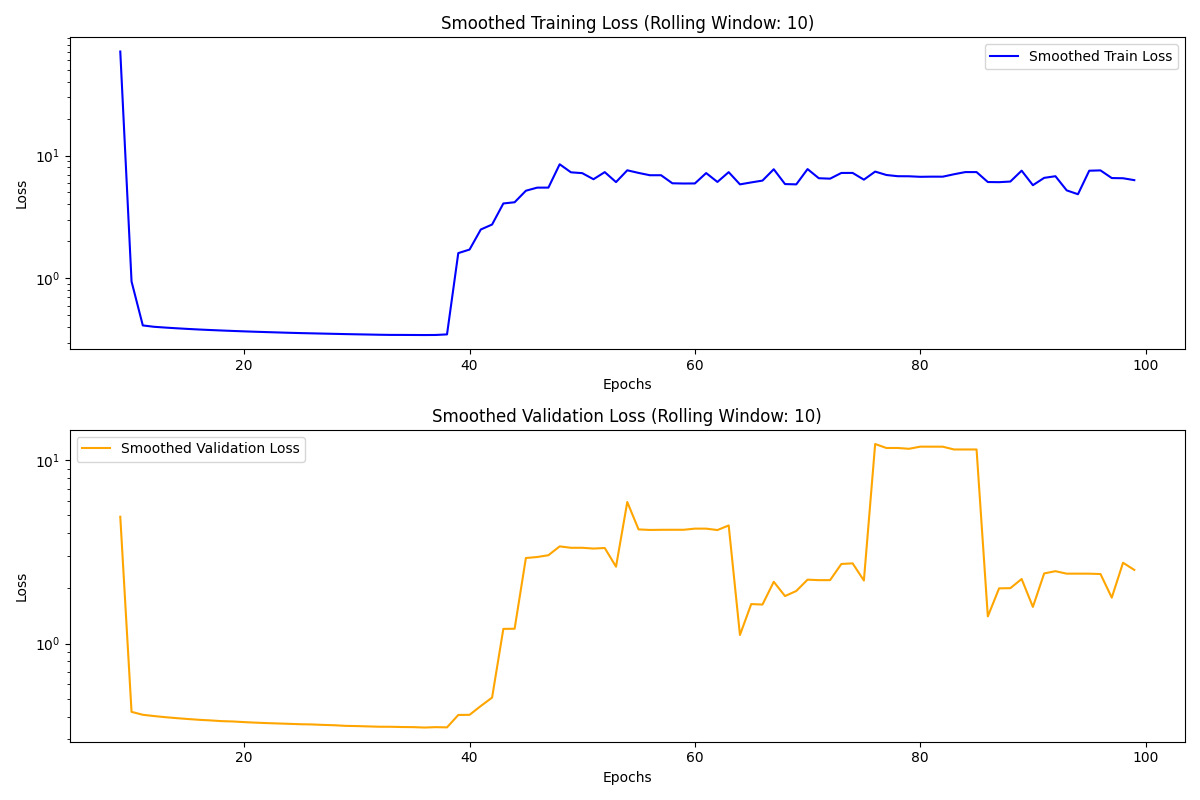 Smoothed Training Loss (Rolling Window: 10)
Smoothed Train Loss
Loss
10¹
10⁰
20 40 60 80 100
Epochs
Smoothed Validation Loss (Rolling Window: 10)
Smoothed Validation Loss
Loss
10¹
10⁰
20 40 60 80 100
Epochs